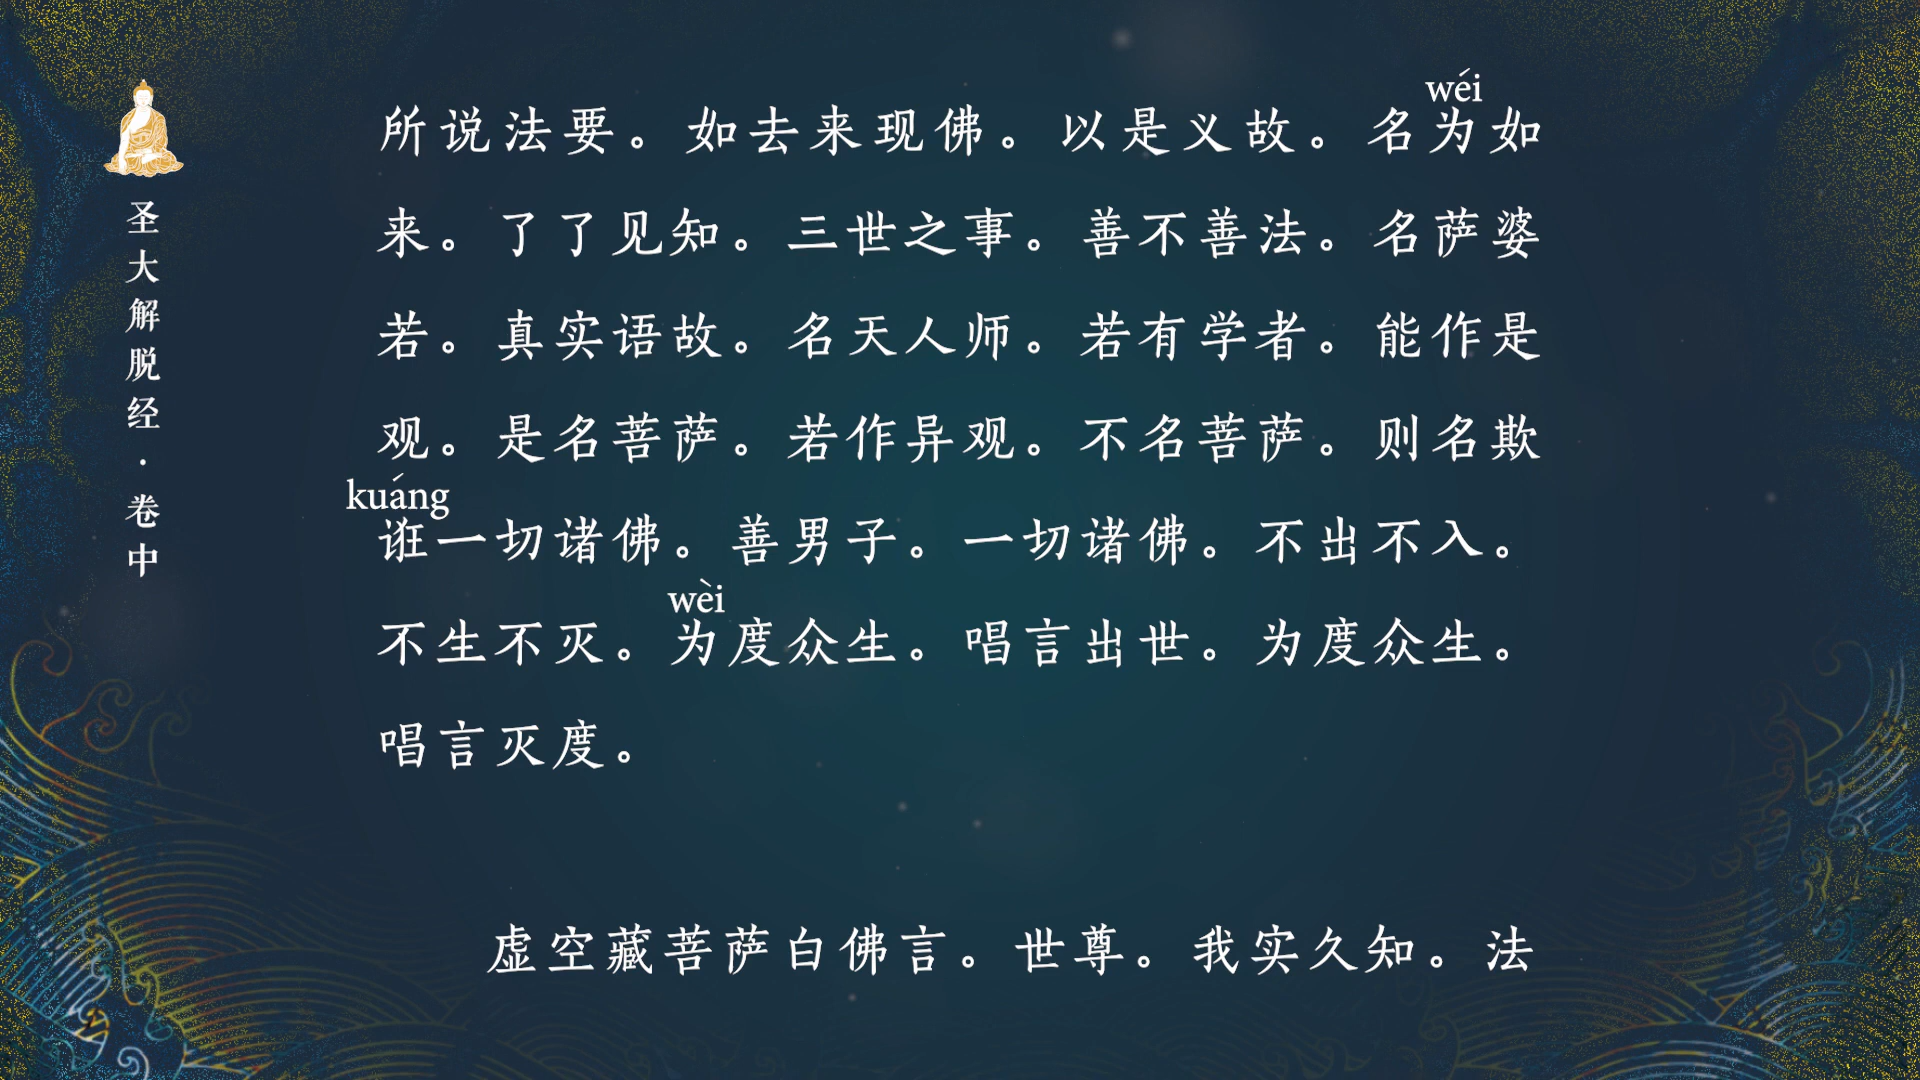 圣大解脱经·卷中
wéi
所说法要。如去来现佛。以是义故。名为如
来。了了见知。三世之事。善不善法。名萨婆
若。真实语故。名天人师。若有学者。能作是
观。是名菩萨。若作异观。不名菩萨。则名欺
kuáng
诳一切诸佛。善男子。一切诸佛。不出不入。
wèi
不生不灭。为度众生。唱言出世。为度众生。
唱言灭度。
虚空藏菩萨白佛言。世尊。我实久知。法